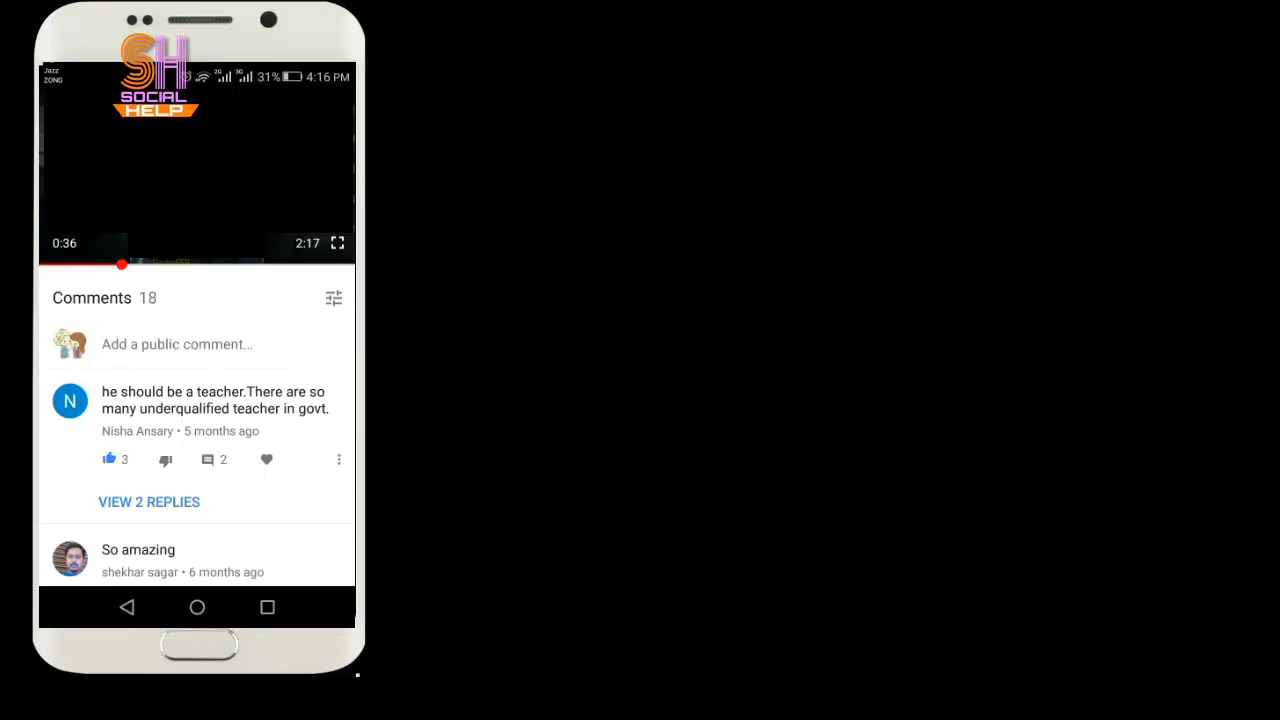 SH
SOCIAL
HELP
Jazz
ZONG
2G 3G 31% 4:16 PM
0:36 2:17
Comments 18
Add a public comment...
N
he should be a teacher.There are so
many underqualified teacher in govt.
Nisha Ansary • 5 months ago
3 2
VIEW 2 REPLIES
So amazing
shekhar sagar • 6 months ago